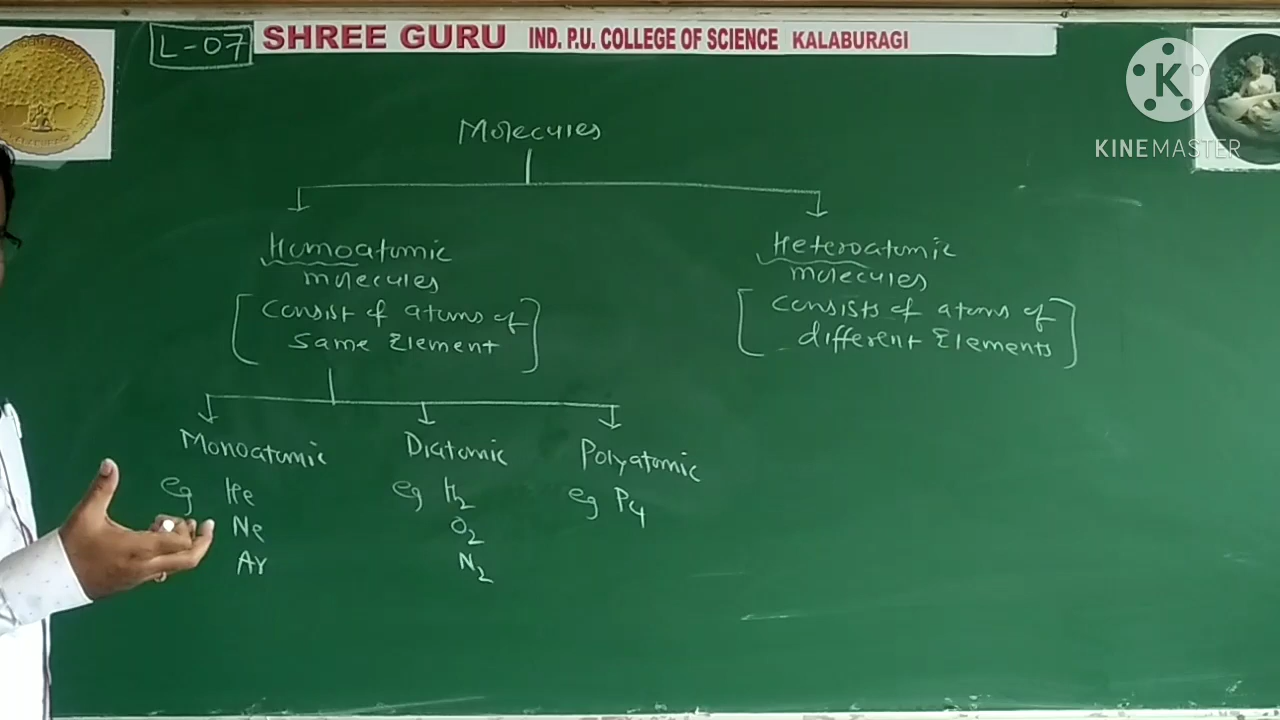 L-07
SHREE GURU IND. P.U. COLLEGE OF SCIENCE KALABURAGI
K
KINEMASTER
Molecules
Homoatomic
molecules
[consist of atoms of
same Element]
Heteroatomic
molecules
[consists of atoms of
different Elements]
Monoatomic
eg He
Ne
Ar
Diatomic
eg H2
O2
N2
Polyatomic
eg P4